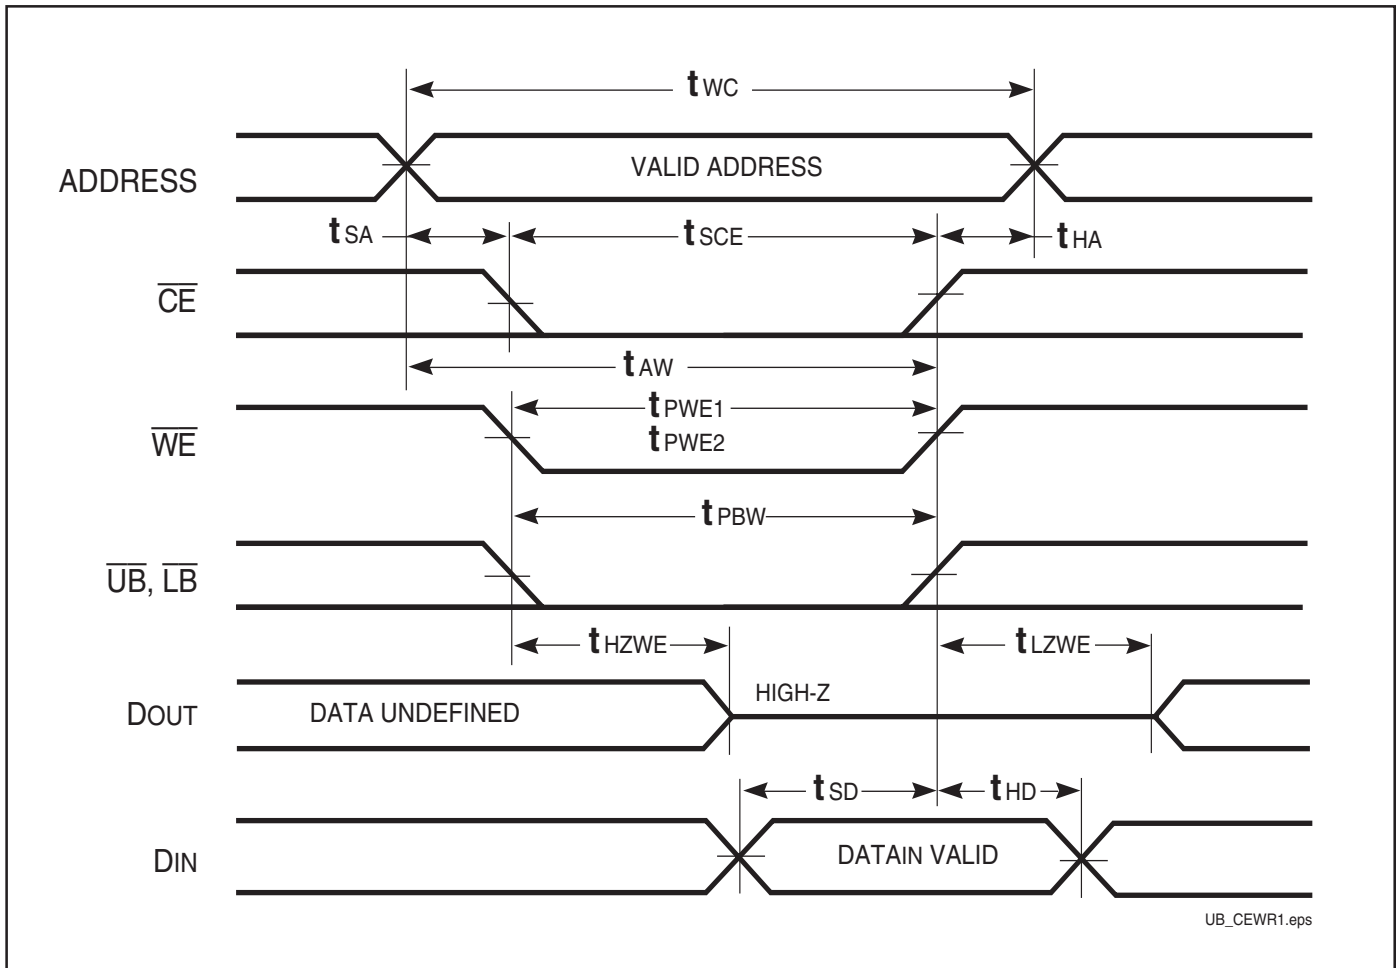 tWC
ADDRESS
VALID ADDRESS
tSA
tSCE
tHA
CE
tAW
WE
tPWE1
tPWE2
tPBW
UB, LB
tHZWE
tLZWE
DOUT
DATA UNDEFINED
HIGH-Z
tSD
tHD
DIN
DATAIN VALID
UB_CEWR1.eps